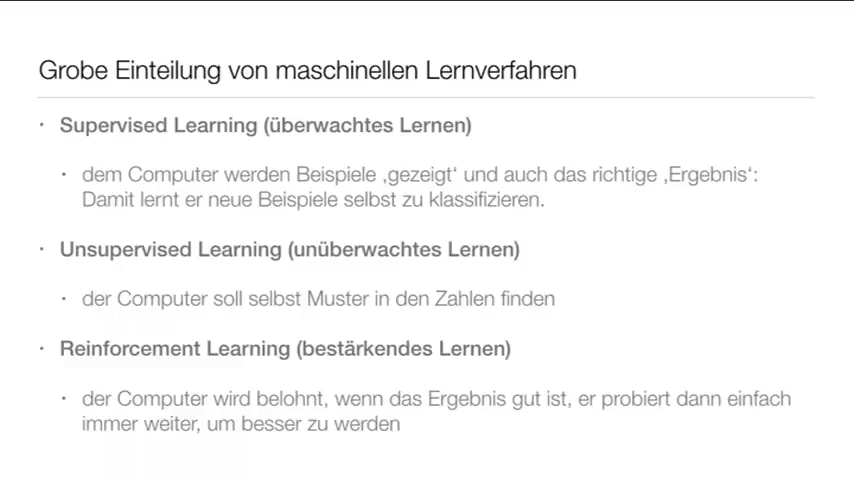 Grobe Einteilung von maschinellen Lernverfahren
· Supervised Learning (überwachtes Lernen)
· dem Computer werden Beispiele ‚gezeigt‘ und auch das richtige ‚Ergebnis‘:
Damit lernt er neue Beispiele selbst zu klassifizieren.
· Unsupervised Learning (unüberwachtes Lernen)
· der Computer soll selbst Muster in den Zahlen finden
· Reinforcement Learning (bestärkendes Lernen)
· der Computer wird belohnt, wenn das Ergebnis gut ist, er probiert dann einfach
immer weiter, um besser zu werden